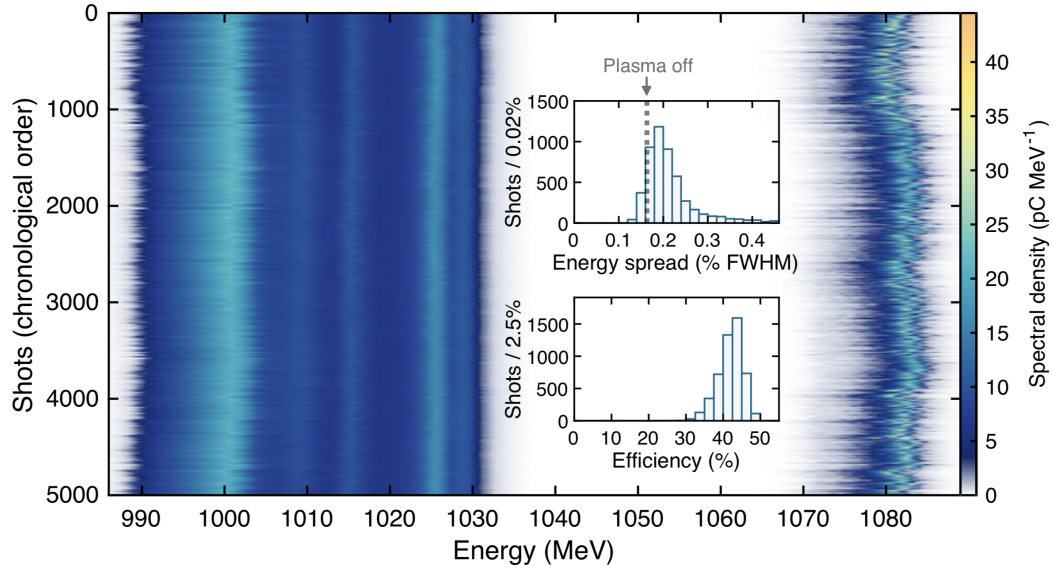 0
1000
2000
3000
4000
5000
Shots (chronological order)
990 1000 1010 1020 1030 1040 1050 1060 1070 1080
Energy (MeV)
Plasma off
1500
1000
500
0
Shots / 0.02%
0 0.1 0.2 0.3 0.4
Energy spread (% FWHM)
1500
1000
500
0
Shots / 2.5%
0 10 20 30 40 50
Efficiency (%)
40
35
30
25
20
15
10
5
0
Spectral density (pC MeV⁻¹)